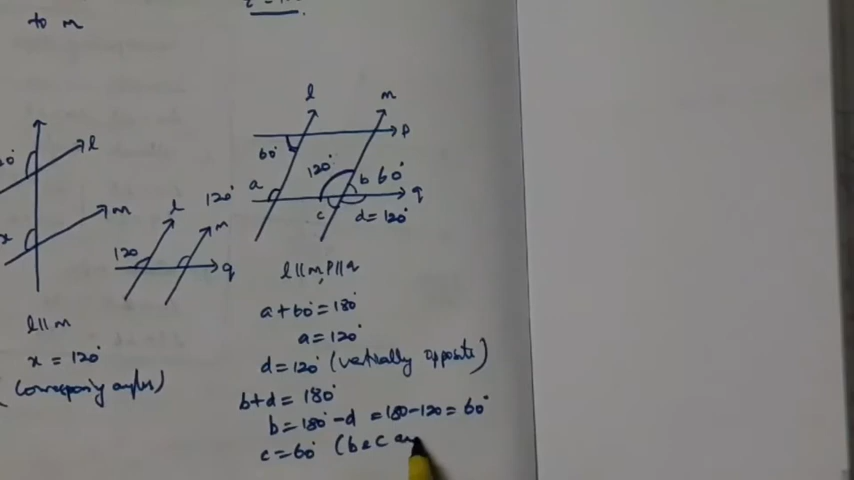 to m
l
m
x
l || m
x = 120°
(corresponding angles)
120
l
m
q
120°
l
m
p
60°
a
120°
b 60°
q
c
d = 120°
l || m, p || q
a + 60° = 180°
a = 120°
d = 120° (vertically opposite)
b + d = 180°
b = 180° - d = 180 - 120 = 60°
c = 60° (b & c a